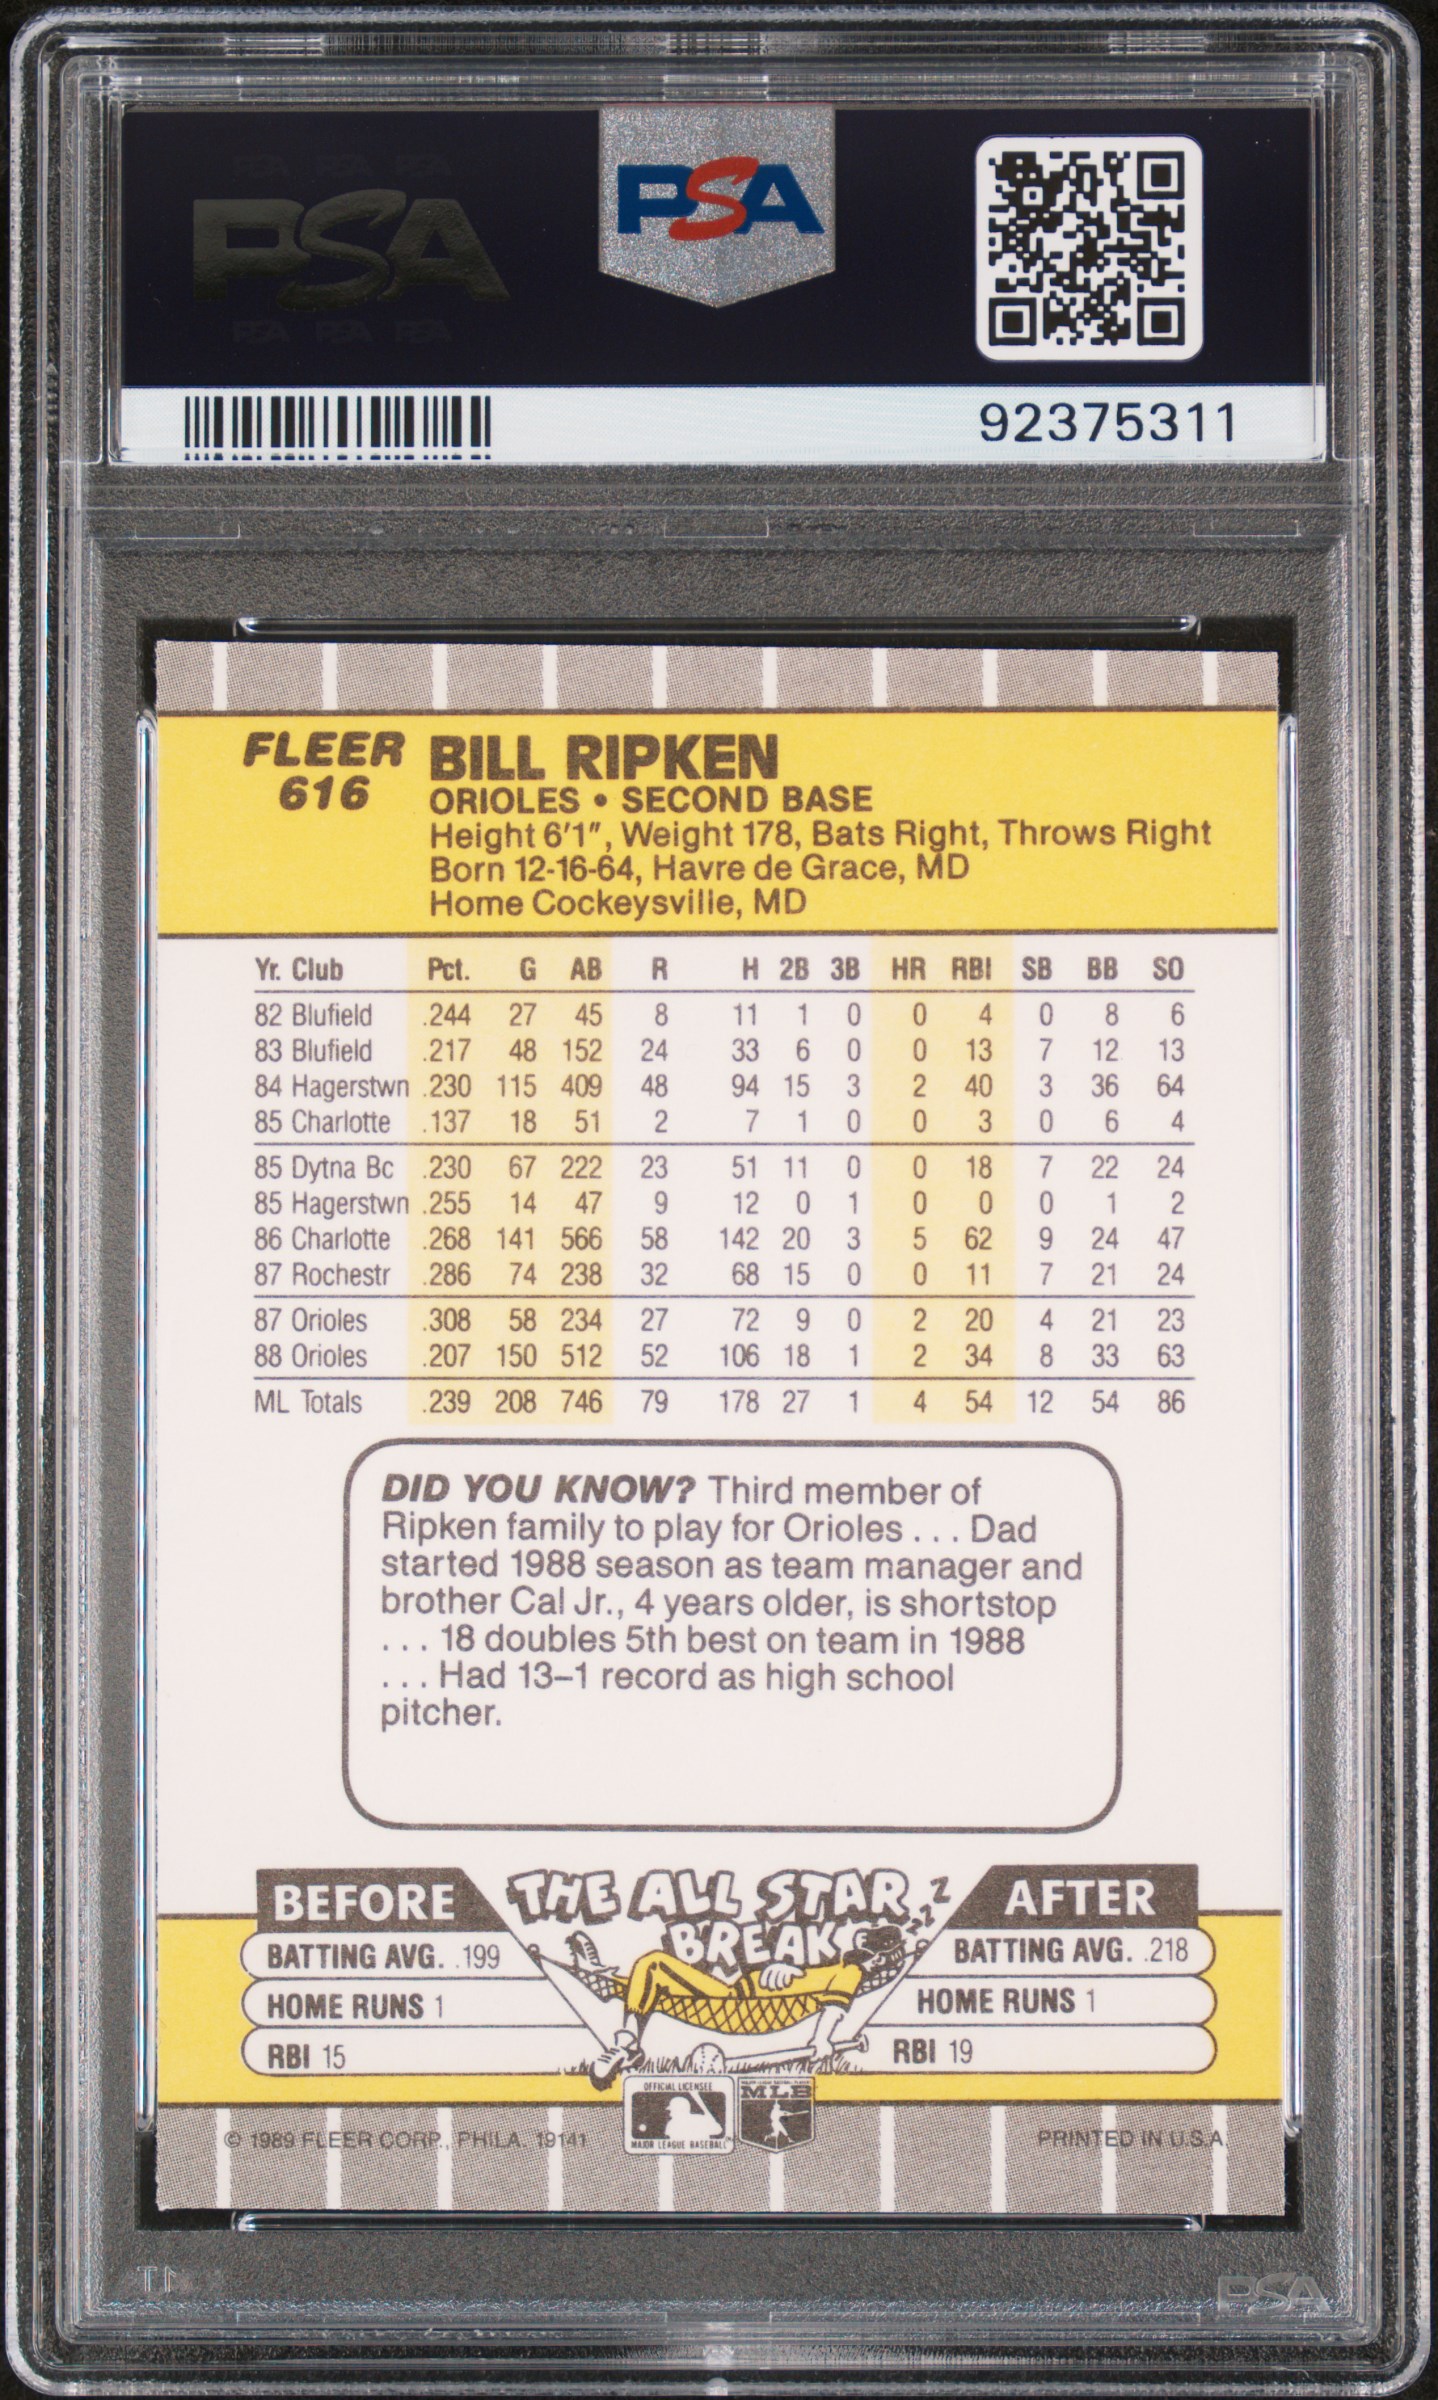 PSA PSA PSA
PSA
PSA PSA PSA
PSA
92375311
FLEER
616
BILL RIPKEN
ORIOLES • SECOND BASE
Height 6'1", Weight 178, Bats Right, Throws Right
Born 12-16-64, Havre de Grace, MD
Home Cockeysville, MD
Yr. Club Pct. G AB R H 2B 3B HR RBI SB BB SO
82 Blufield .244 27 45 8 11 1 0 0 4 0 8 6
83 Blufield .217 48 152 24 33 6 0 0 13 7 12 13
84 Hagerstwn .230 115 409 48 94 15 3 2 40 3 36 64
85 Charlotte .137 18 51 2 7 1 0 0 3 0 6 4
85 Dytna Bc .230 67 222 23 51 11 0 0 18 7 22 24
85 Hagerstwn .255 14 47 9 12 0 1 0 0 0 1 2
86 Charlotte .268 141 566 58 142 20 3 5 62 9 24 47
87 Rochestr .286 74 238 32 68 15 0 0 11 7 21 24
87 Orioles .308 58 234 27 72 9 0 2 20 4 21 23
88 Orioles .207 150 512 52 106 18 1 2 34 8 33 63
ML Totals .239 208 746 79 178 27 1 4 54 12 54 86
DID YOU KNOW? Third member of
Ripken family to play for Orioles . . . Dad
started 1988 season as team manager and
brother Cal Jr., 4 years older, is shortstop
. . . 18 doubles 5th best on team in 1988
. . . Had 13–1 record as high school
pitcher.
BEFORE THE ALL STAR BREAK AFTER
zzzz
BATTING AVG. .199
HOME RUNS 1
RBI 15
BATTING AVG. .218
HOME RUNS 1
RBI 19
OFFICIAL LICENSEE
MAJOR LEAGUE BASEBALL
MLB
© 1989 FLEER CORP., PHILA. 19141
PRINTED IN U.S.A.
PSA